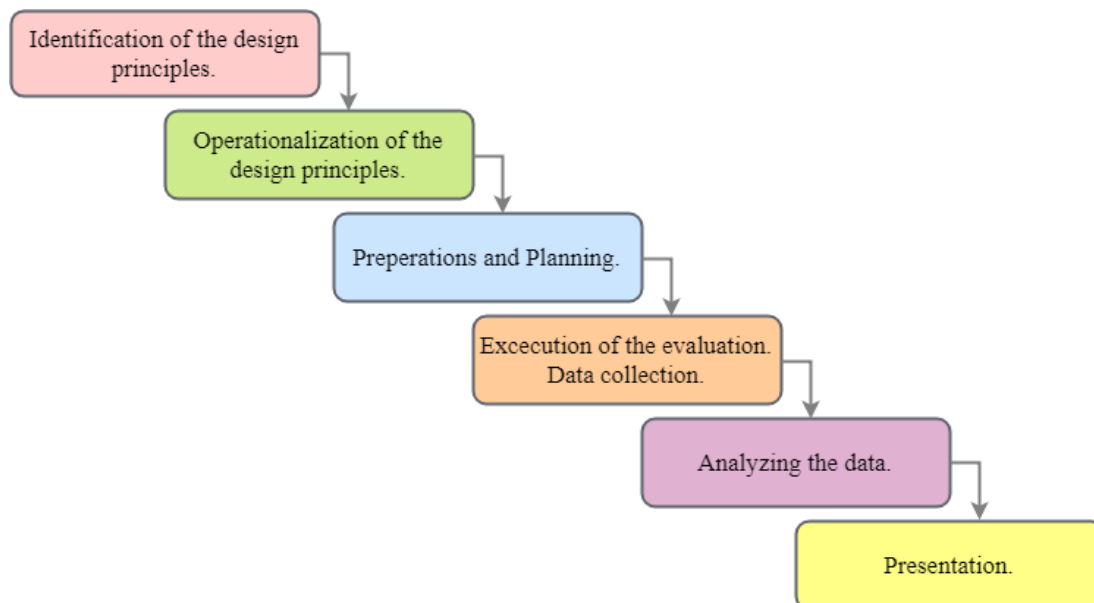 Identification of the design
principles.
Operationalization of the
design principles.
Preperations and Planning.
Excecution of the evaluation.
Data collection.
Analyzing the data.
Presentation.